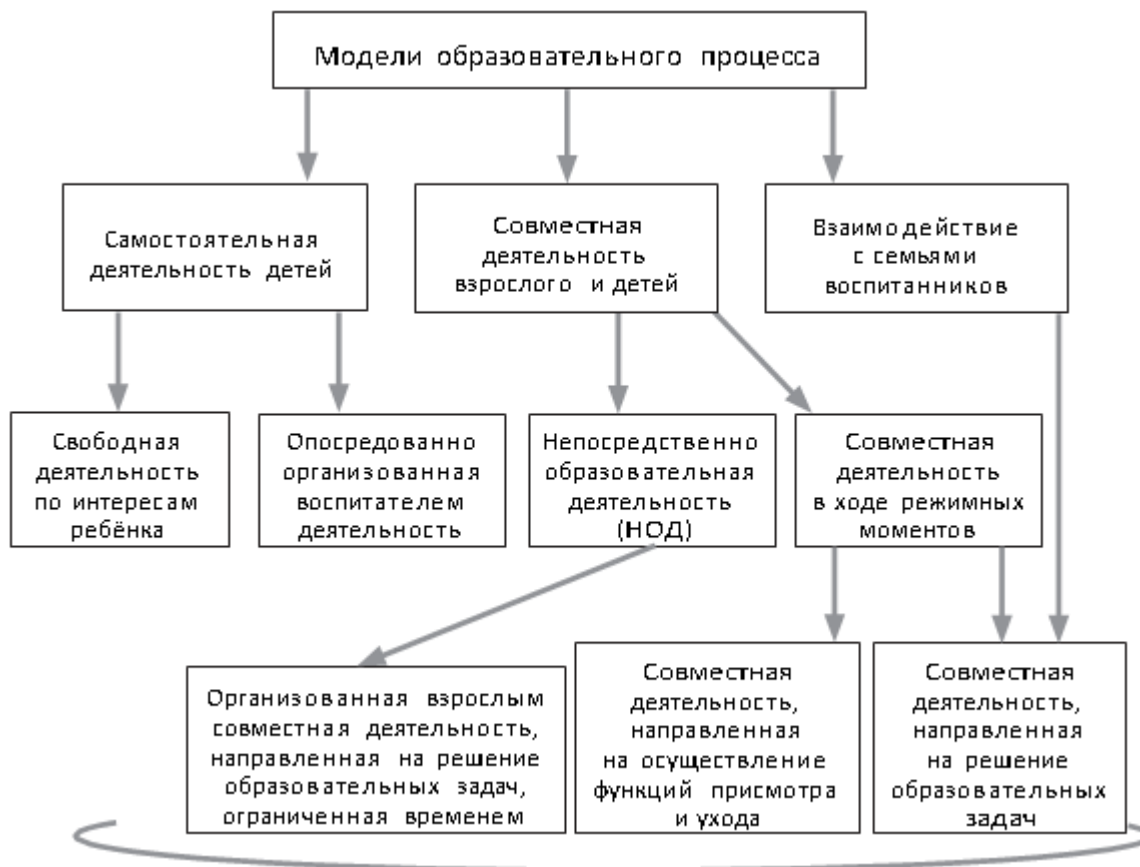 Модели образовательного процесса
Самостоятельная
деятельность детей
Совместная
деятельность
взрослого и детей
Взаимодействие
с семьями
воспитанников
Свободная
деятельность
по интересам
ребёнка
Опосредованно
организованная
воспитателем
деятельность
Непосредственно
образовательная
деятельность
(НОД)
Совместная
деятельность
в ходе режимных
моментов
Организованная взрослым
совместная деятельность,
направленная на решение
образовательных задач,
ограниченная временем
Совместная
деятельность,
направленная
на осуществление
функций присмотра
и ухода
Совместная
деятельность,
направленная
на решение
образовательных
задач